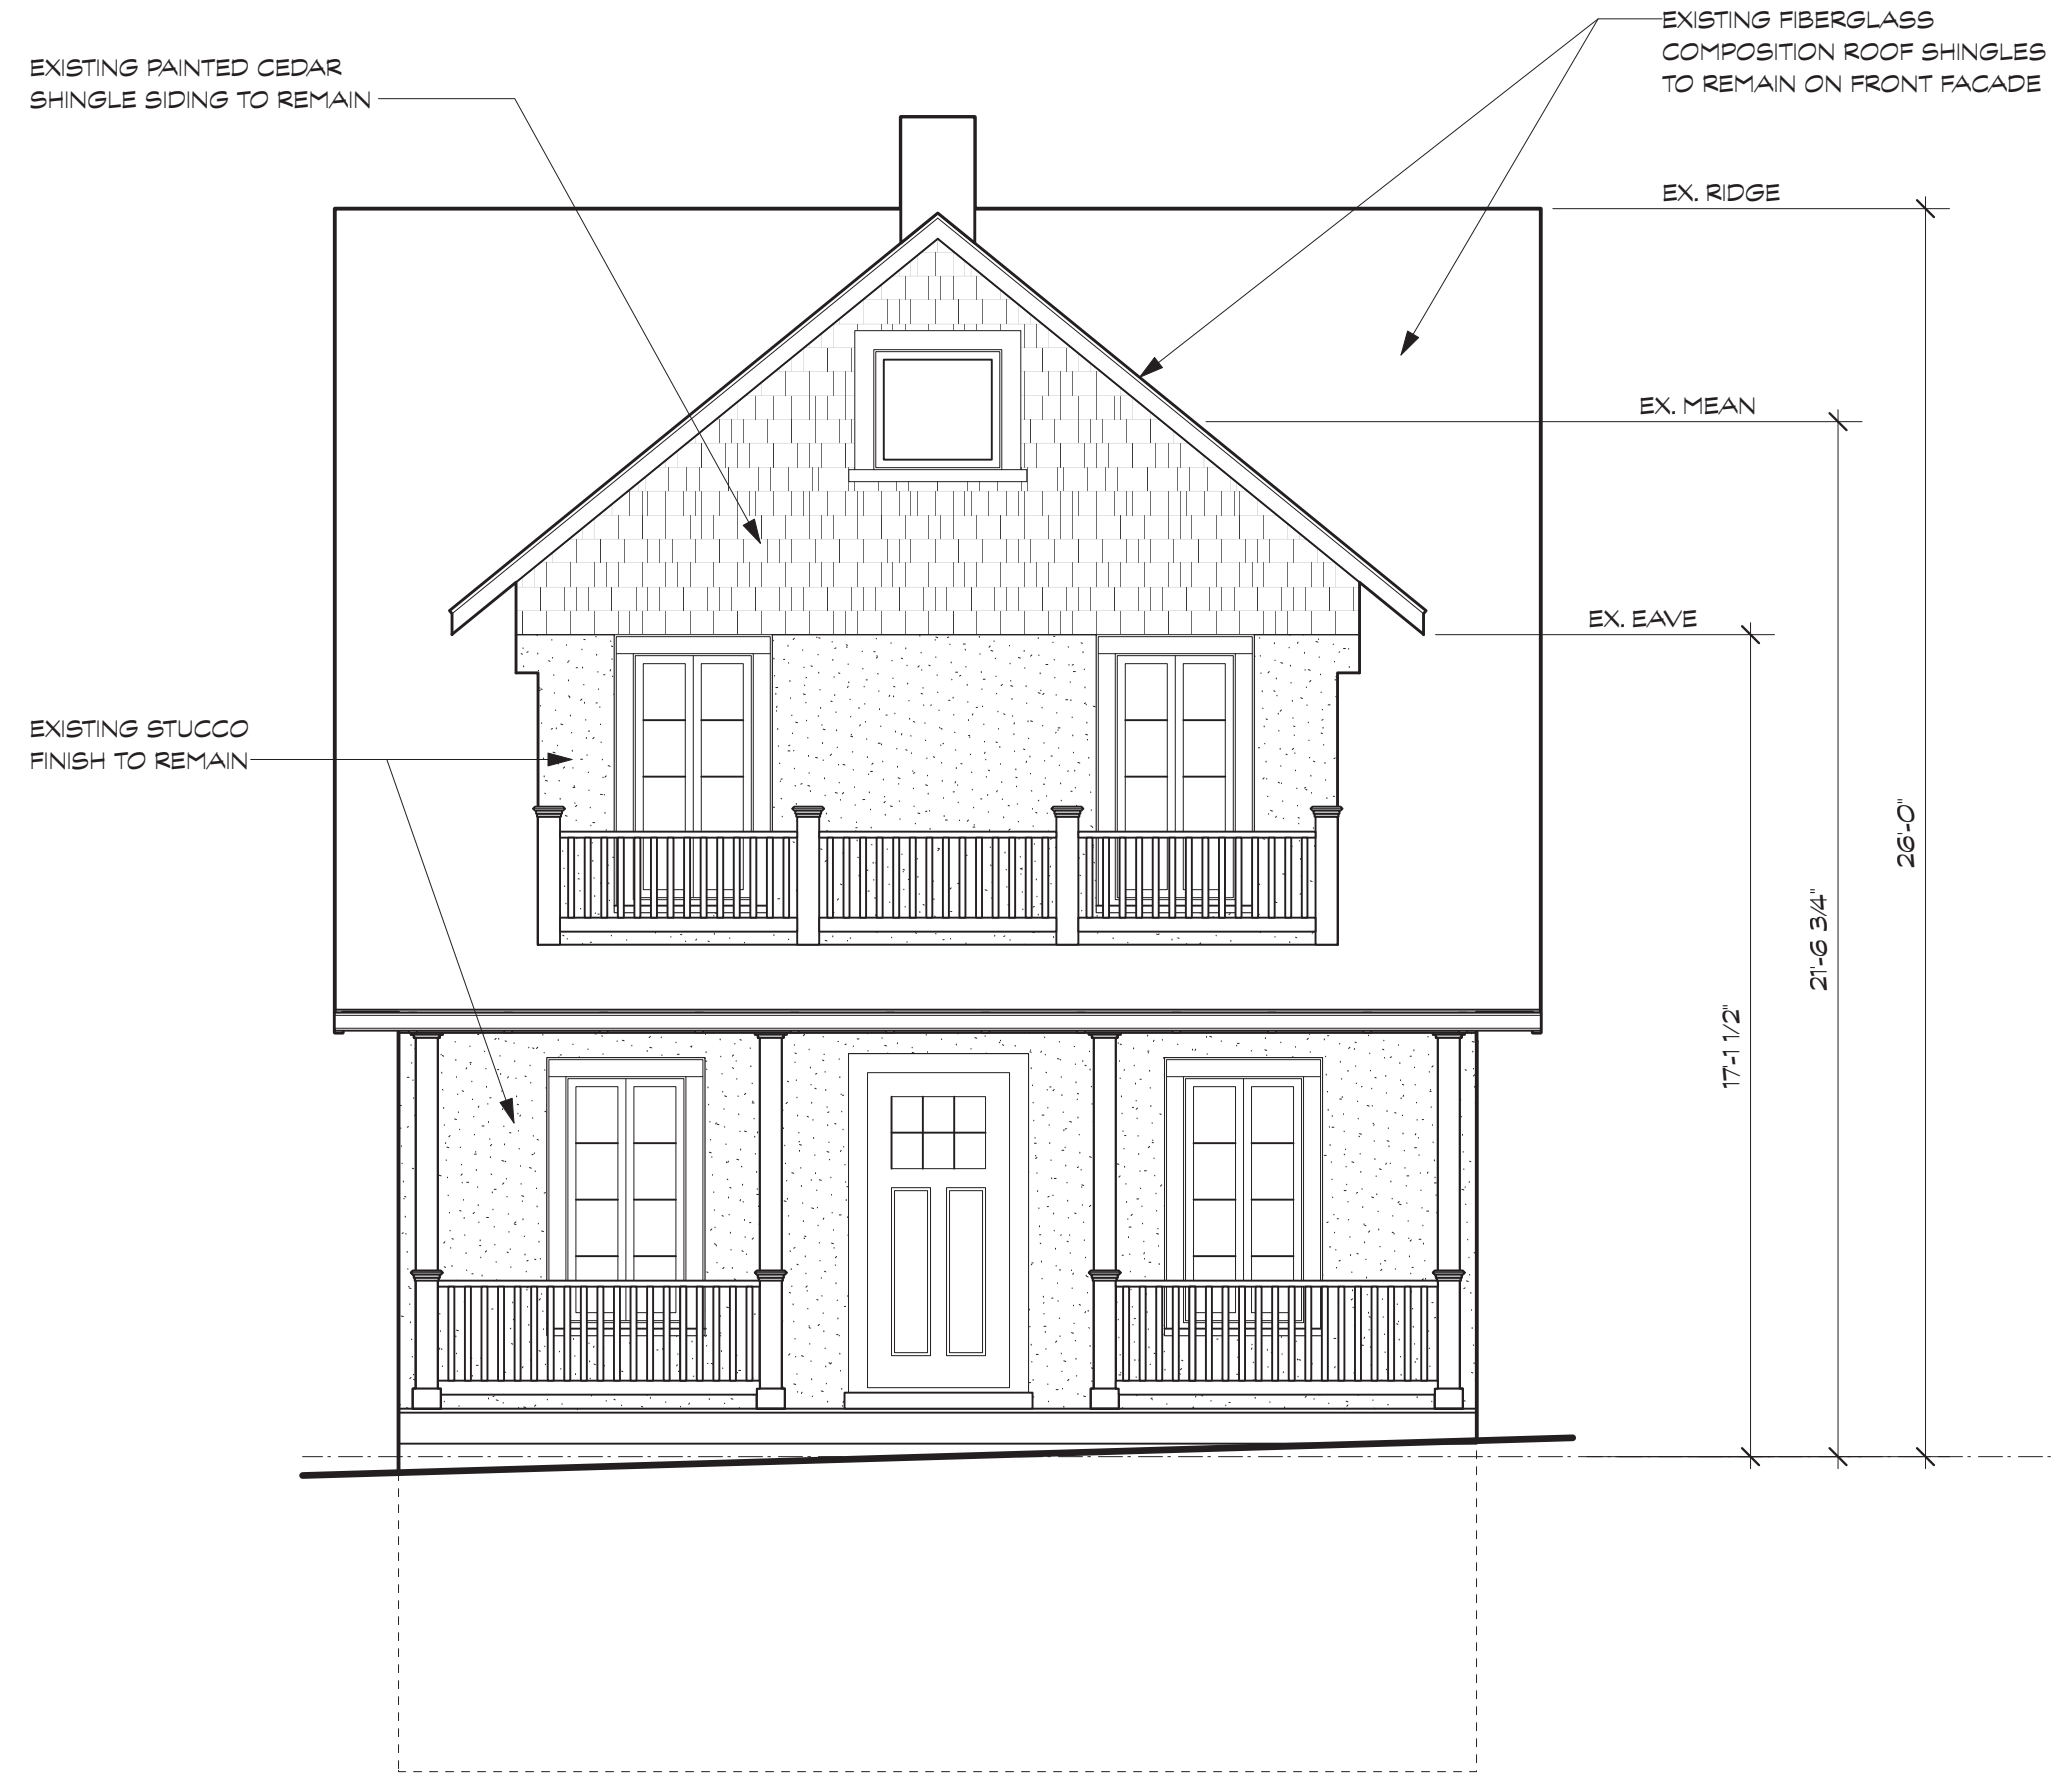 EXISTING FIBERGLASS
COMPOSITION ROOF SHINGLES
TO REMAIN ON FRONT FACADE
EXISTING PAINTED CEDAR
SHINGLE SIDING TO REMAIN
EX. RIDGE
EX. MEAN
EX. EAVE
EXISTING STUCCO
FINISH TO REMAIN
26'-0"
21'-6 3/4"
17'-1 1/2"